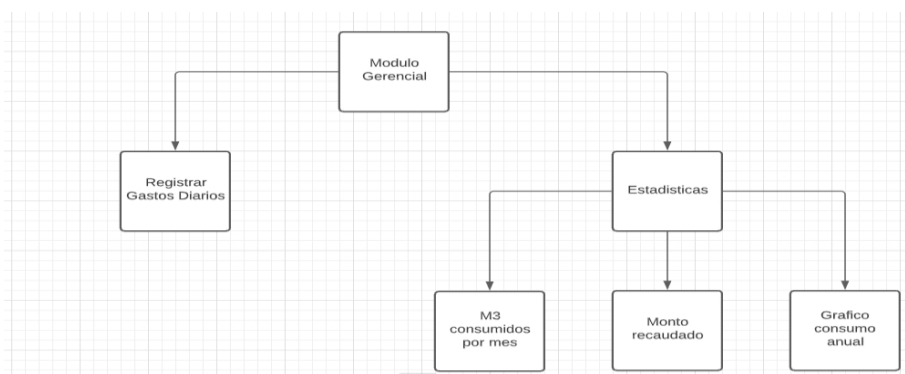 Modulo
Gerencial
Registrar
Gastos Diarios
Estadisticas
M3
consumidos
por mes
Monto
recaudado
Grafico
consumo
anual